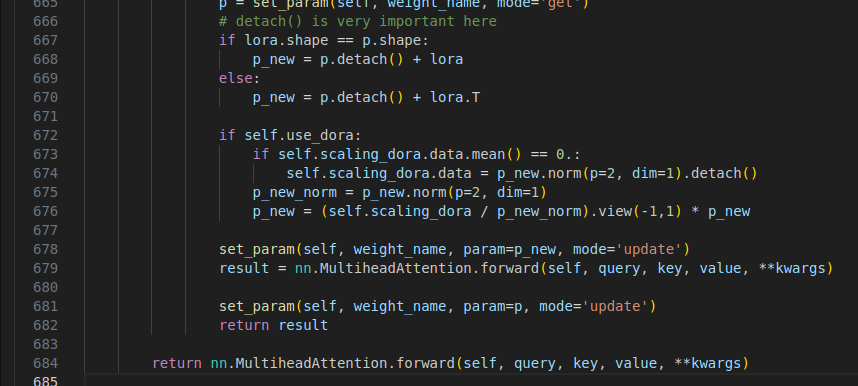 665 p = set_param(self, weight_name, mode='get')
666 # detach() is very important here
667 if lora.shape == p.shape:
668 p_new = p.detach() + lora
669 else:
670 p_new = p.detach() + lora.T
671
672 if self.use_dora:
673 if self.scaling_dora.data.mean() == 0.:
674 self.scaling_dora.data = p_new.norm(p=2, dim=1).detach()
675 p_new_norm = p_new.norm(p=2, dim=1)
676 p_new = (self.scaling_dora / p_new_norm).view(-1,1) * p_new
677
678 set_param(self, weight_name, param=p_new, mode='update')
679 result = nn.MultiheadAttention.forward(self, query, key, value, **kwargs)
680
681 set_param(self, weight_name, param=p, mode='update')
682 return result
683
684 return nn.MultiheadAttention.forward(self, query, key, value, **kwargs)
685